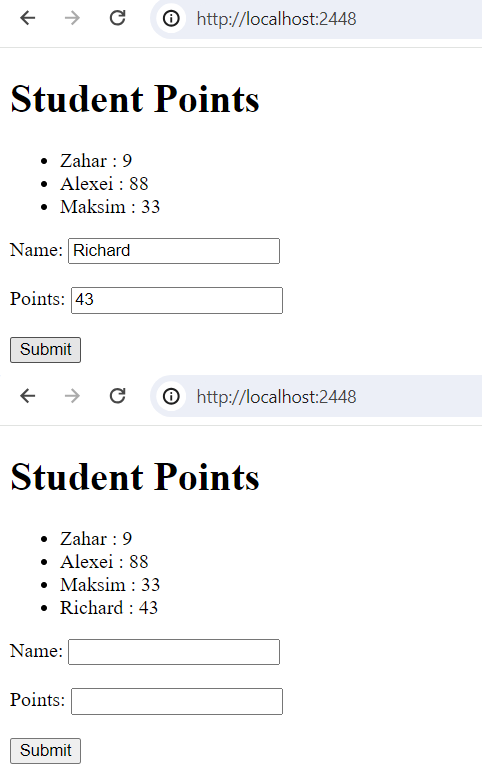 http://localhost:2448
Student Points
• Zahar : 9
• Alexei : 88
• Maksim : 33
Name: Richard
Points: 43
Submit
http://localhost:2448
Student Points
• Zahar : 9
• Alexei : 88
• Maksim : 33
• Richard : 43
Name:
Points:
Submit